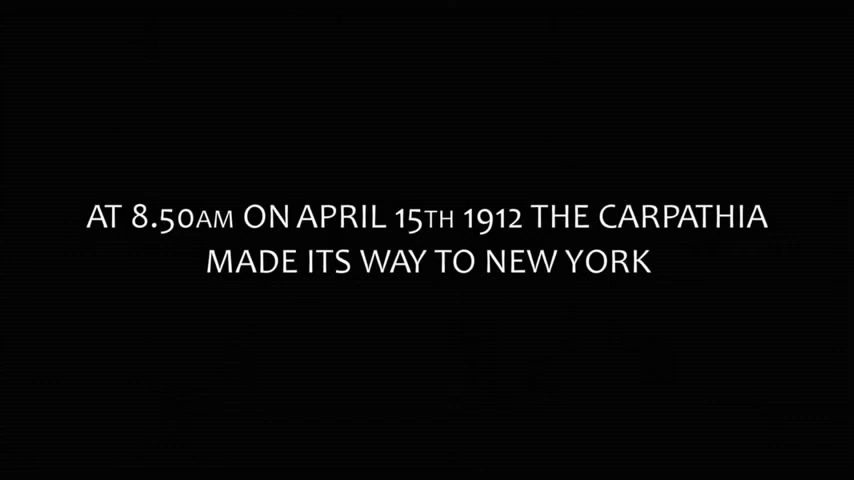 AT 8.50AM ON APRIL 15TH 1912 THE CARPATHIA
MADE ITS WAY TO NEW YORK